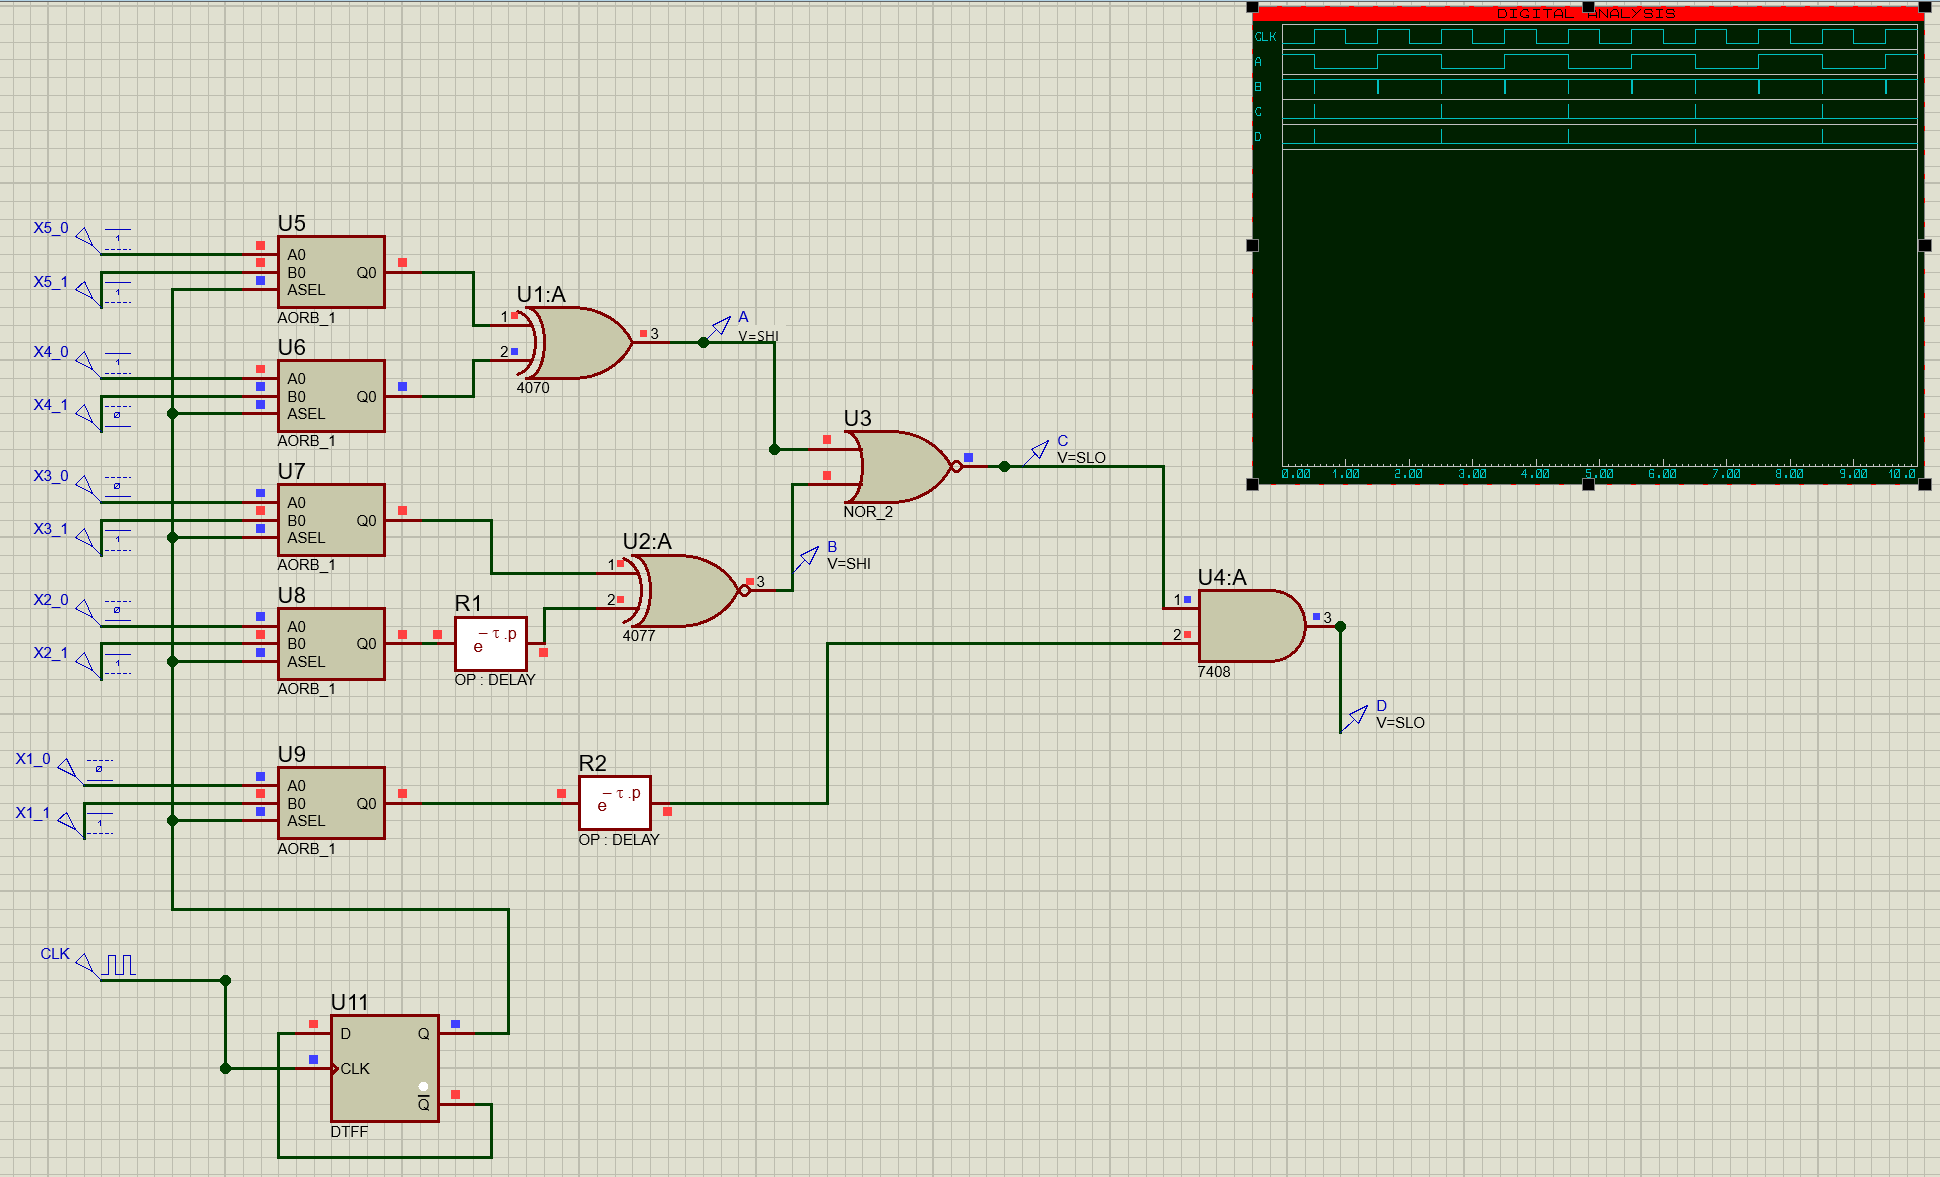 DIGITAL ANALYSIS
CLK
A
B
C
D
0.00 1.00 2.00 3.00 4.00 5.00 6.00 7.00 8.00 9.00 10.0
X5_0
1
X5_1
1
U5
A0
B0
ASEL
Q0
AORB_1
X4_0
1
X4_1
0
U6
A0
B0
ASEL
Q0
AORB_1
U1:A
1
2
3
4070
A
V=SHI
X3_0
0
X3_1
1
U7
A0
B0
ASEL
Q0
AORB_1
U3
NOR_2
C
V=SLO
X2_0
0
X2_1
1
U8
A0
B0
ASEL
Q0
AORB_1
R1
e −τ.p
OP : DELAY
U2:A
1
2
3
4077
B
V=SHI
U4:A
1
2
3
7408
D
V=SLO
X1_0
0
X1_1
1
U9
A0
B0
ASEL
Q0
AORB_1
R2
e −τ.p
OP : DELAY
CLK
U11
D
Q
CLK
Q̅
DTFF